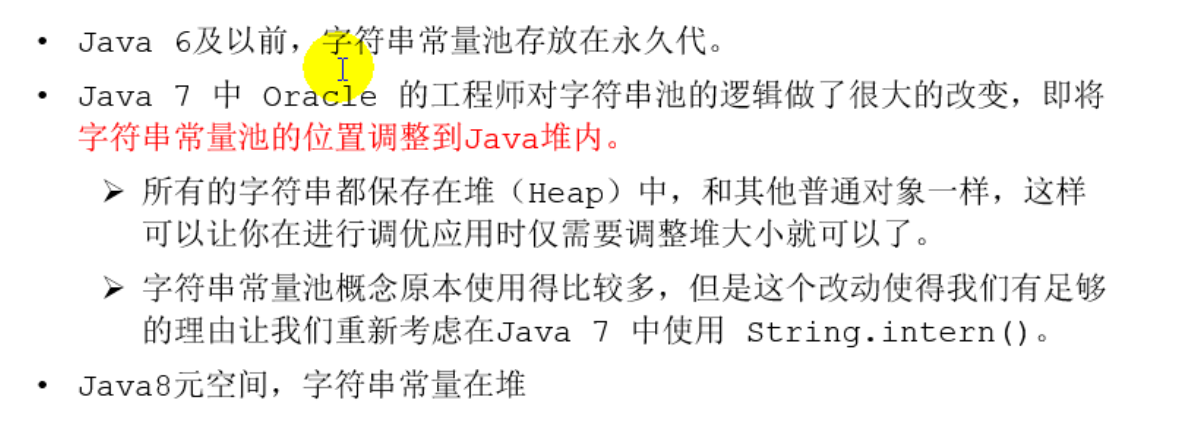 • Java 6及以前，字符串常量池存放在永久代。
• Java 7 中 Oracle 的工程师对字符串池的逻辑做了很大的改变，即将
字符串常量池的位置调整到Java堆内。
➢ 所有的字符串都保存在堆（Heap）中，和其他普通对象一样，这样
可以让你在进行调优应用时仅需要调整堆大小就可以了。
➢ 字符串常量池概念原本使用得比较多，但是这个改动使得我们有足够
的理由让我们重新考虑在Java 7 中使用 String.intern()。
• Java8元空间，字符串常量在堆